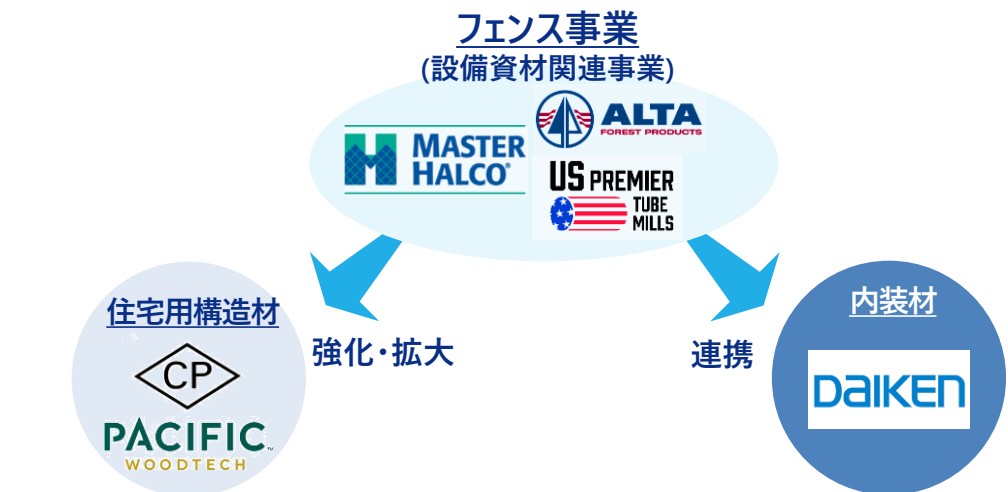 フェンス事業
(設備資材関連事業)
MASTER
HALCO®
ALTA
FOREST PRODUCTS
US PREMIER
TUBE
MILLS
住宅用構造材
CP
PACIFIC™
WOODTECH
強化・拡大
連携
内装材
DAIKEN